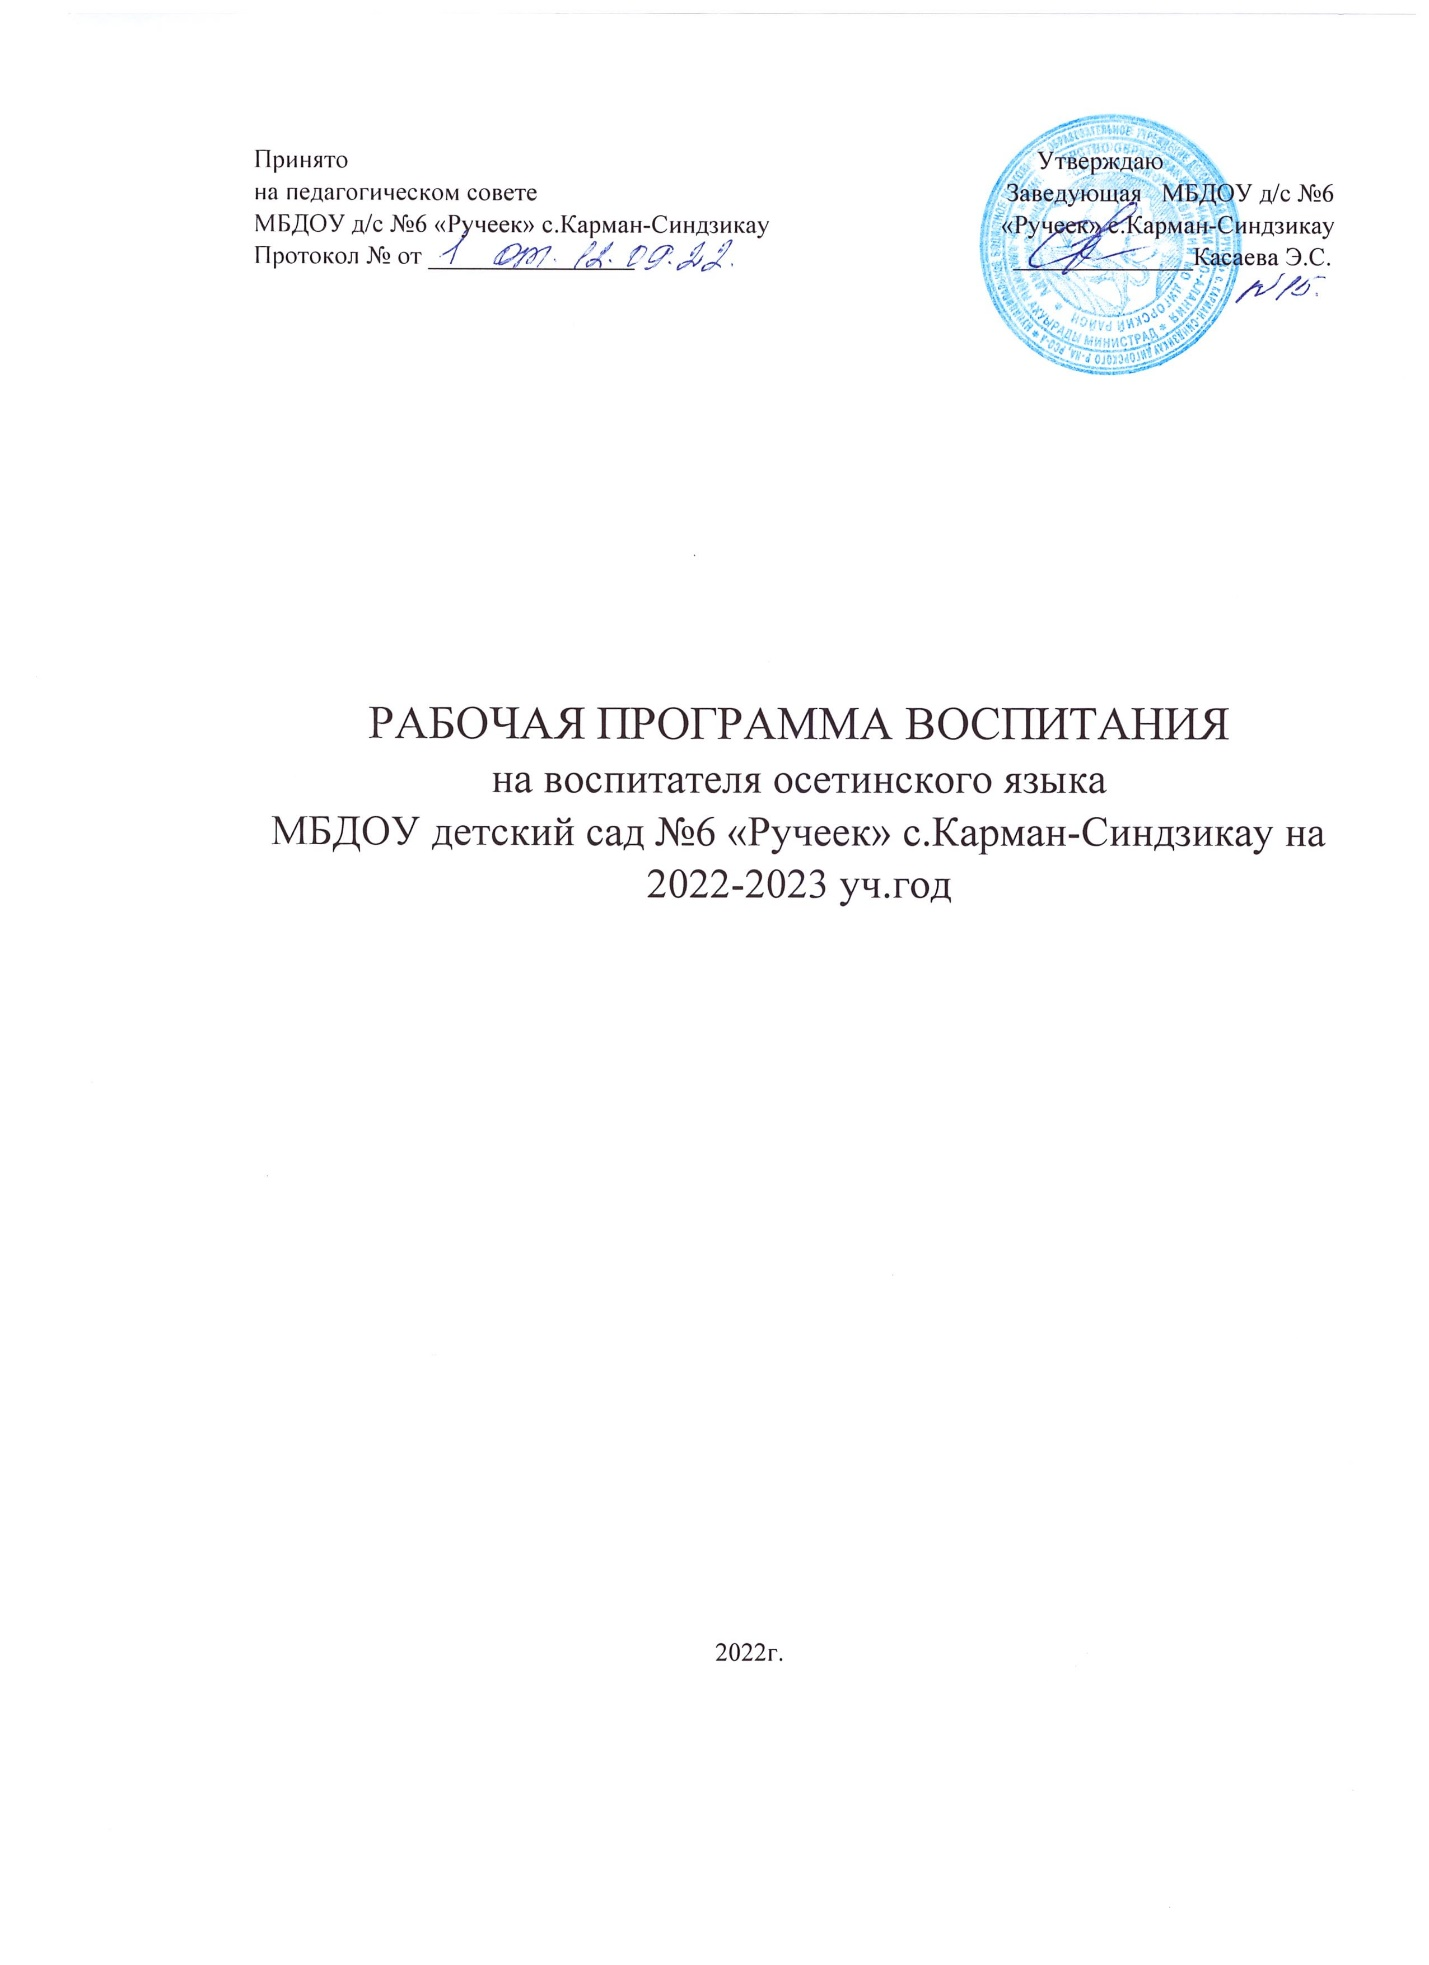 Принято
на педагогическом совете
МБДОУ д/с №6 «Ручеек» с.Карман-Синдзикау
Протокол № от 1 от. 12.09.22.
Утверждаю
Заведующая МБДОУ д/с №6
«Ручеек» с.Карман-Синдзикау
Касаева Э.С.
№15.
РАБОЧАЯ ПРОГРАММА ВОСПИТАНИЯ
на воспитателя осетинского языка
МБДОУ детский сад №6 «Ручеек» с.Карман-Синдзикау на
2022-2023 уч.год
2022г.